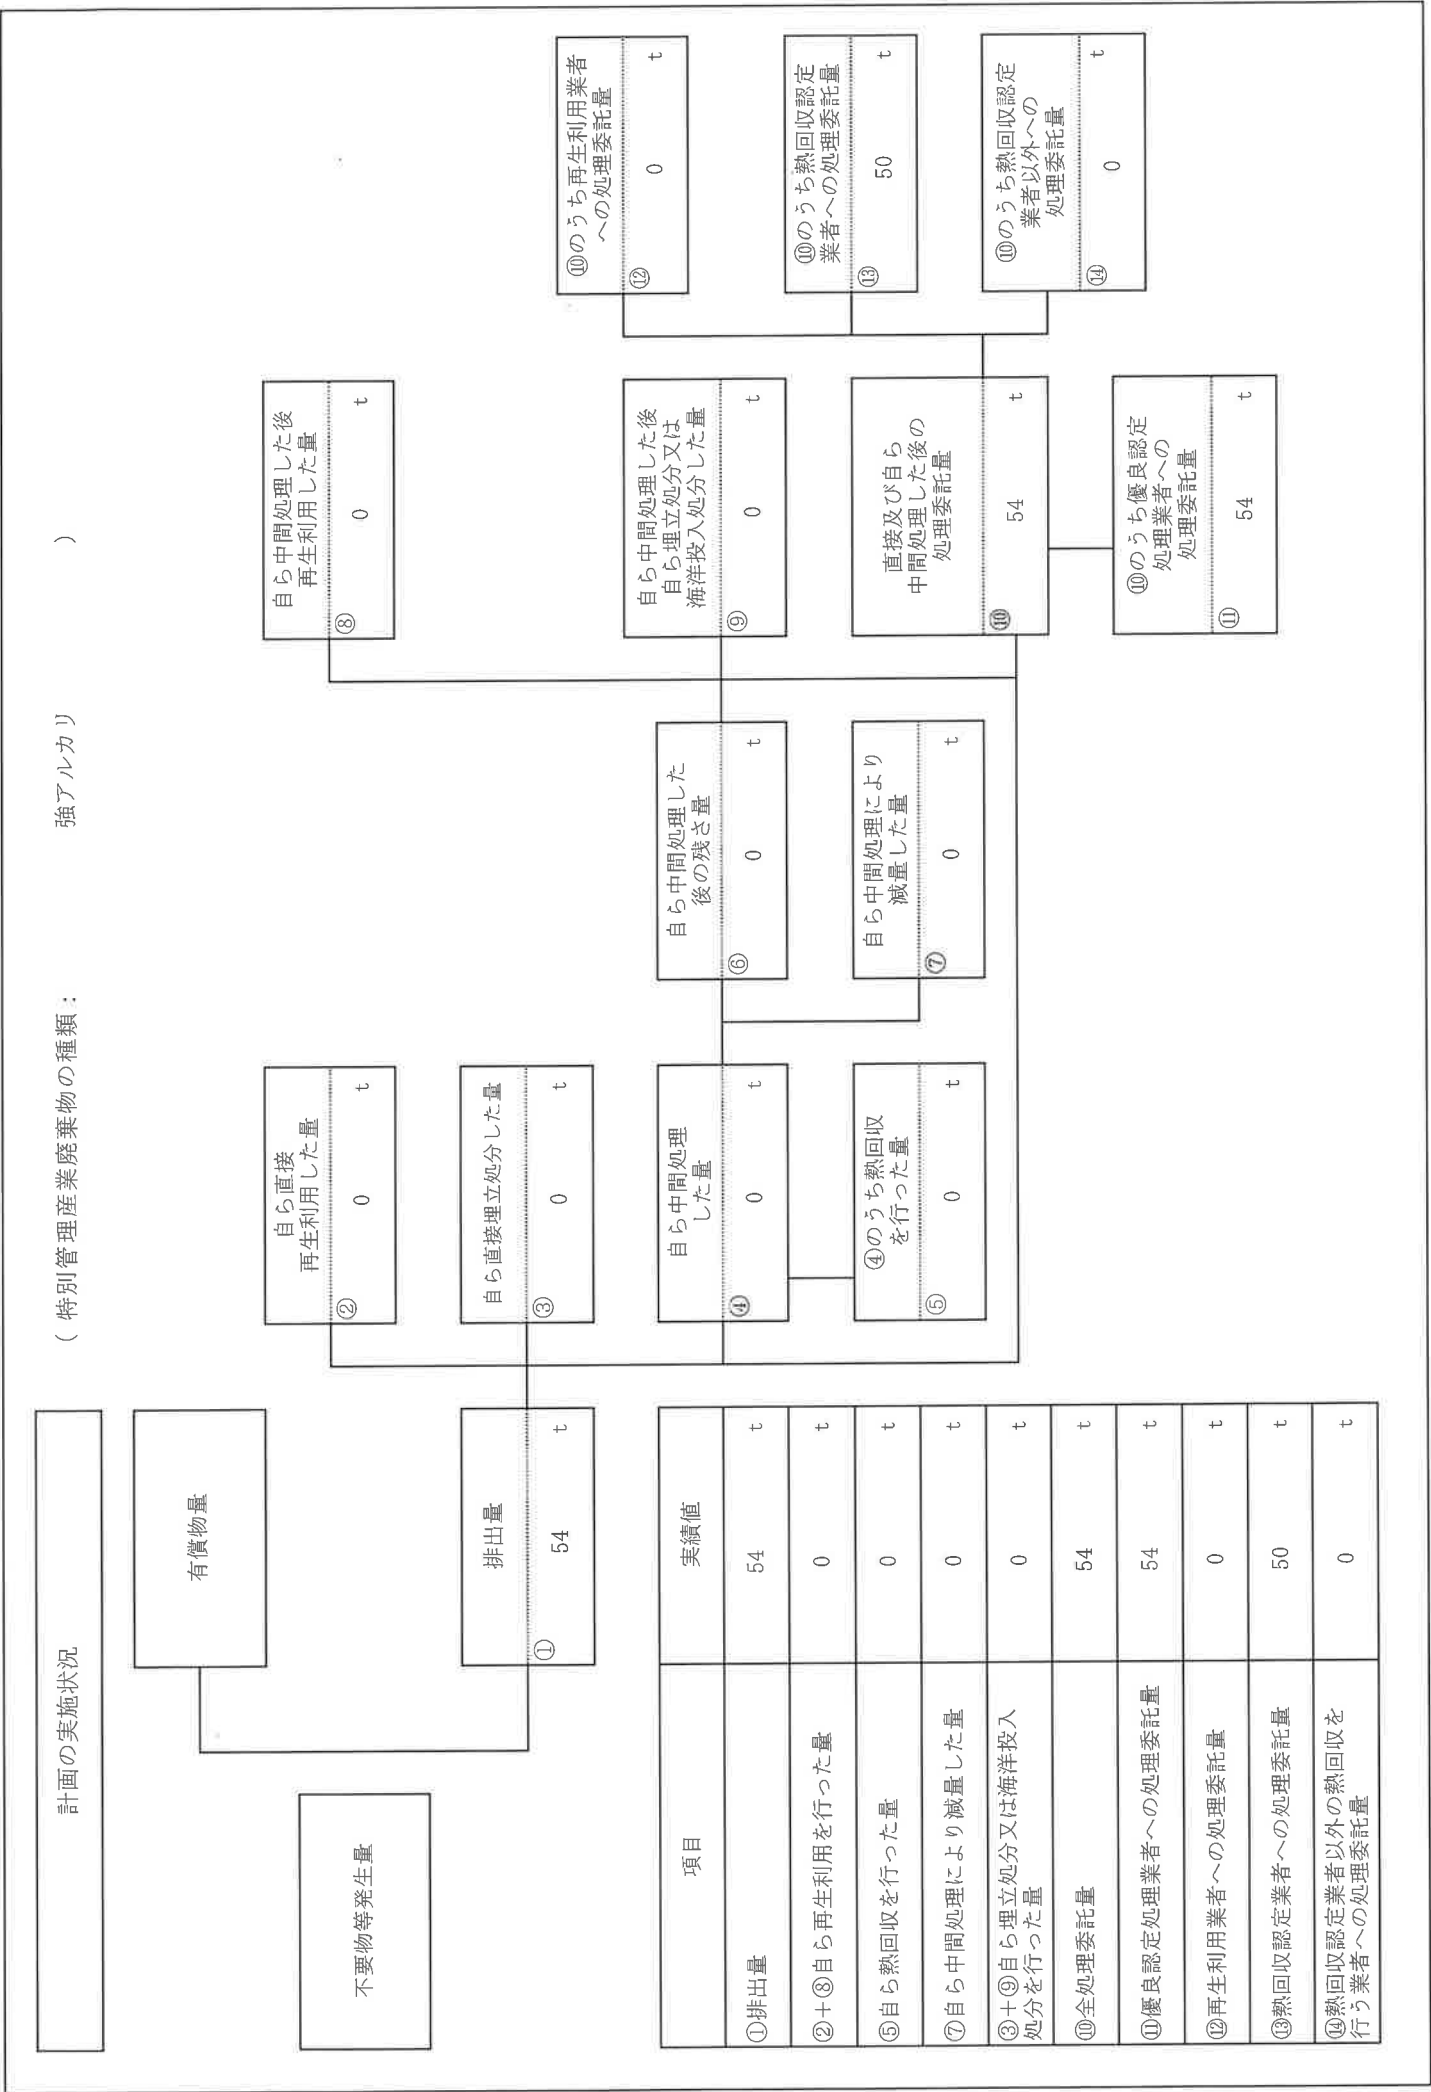 計画の実施状況
（特別管理産業廃棄物の種類： 強アルカリ ）
不要物等発生量
有償物量
排出量
① 54 t
自ら直接
再生利用した量
② 0 t
自ら直接埋立処分した量
③ 0 t
自ら中間処理
した量
④ 0 t
④のうち熱回収
を行った量
⑤ 0 t
自ら中間処理した
後の残さ量
⑥ 0 t
自ら中間処理により
減量した量
⑦ 0 t
自ら中間処理した後
再生利用した量
⑧ 0 t
自ら中間処理した後
自ら埋立処分又は
海洋投入処分した量
⑨ 0 t
直接及び自ら
中間処理した後の
処理委託量
⑩ 54 t
⑩のうち優良認定
処理業者への
処理委託量
⑪ 54 t
⑩のうち再生利用業者
への処理委託量
⑫ 0 t
⑩のうち熱回収認定
業者への処理委託量
⑬ 50 t
⑩のうち熱回収認定
業者以外への
処理委託量
⑭ 0 t
項目 実績値
①排出量 54 t
②＋⑧自ら再生利用を行った量 0 t
⑤自ら熱回収を行った量 0 t
⑦自ら中間処理により減量した量 0 t
③＋⑨自ら埋立処分又は海洋投入
処分を行った量 0 t
⑩全処理委託量 54 t
⑪優良認定処理業者への処理委託量 54 t
⑫再生利用業者への処理委託量 0 t
⑬熱回収認定業者への処理委託量 50 t
⑭熱回収認定業者以外の熱回収を
行う業者への処理委託量 0 t